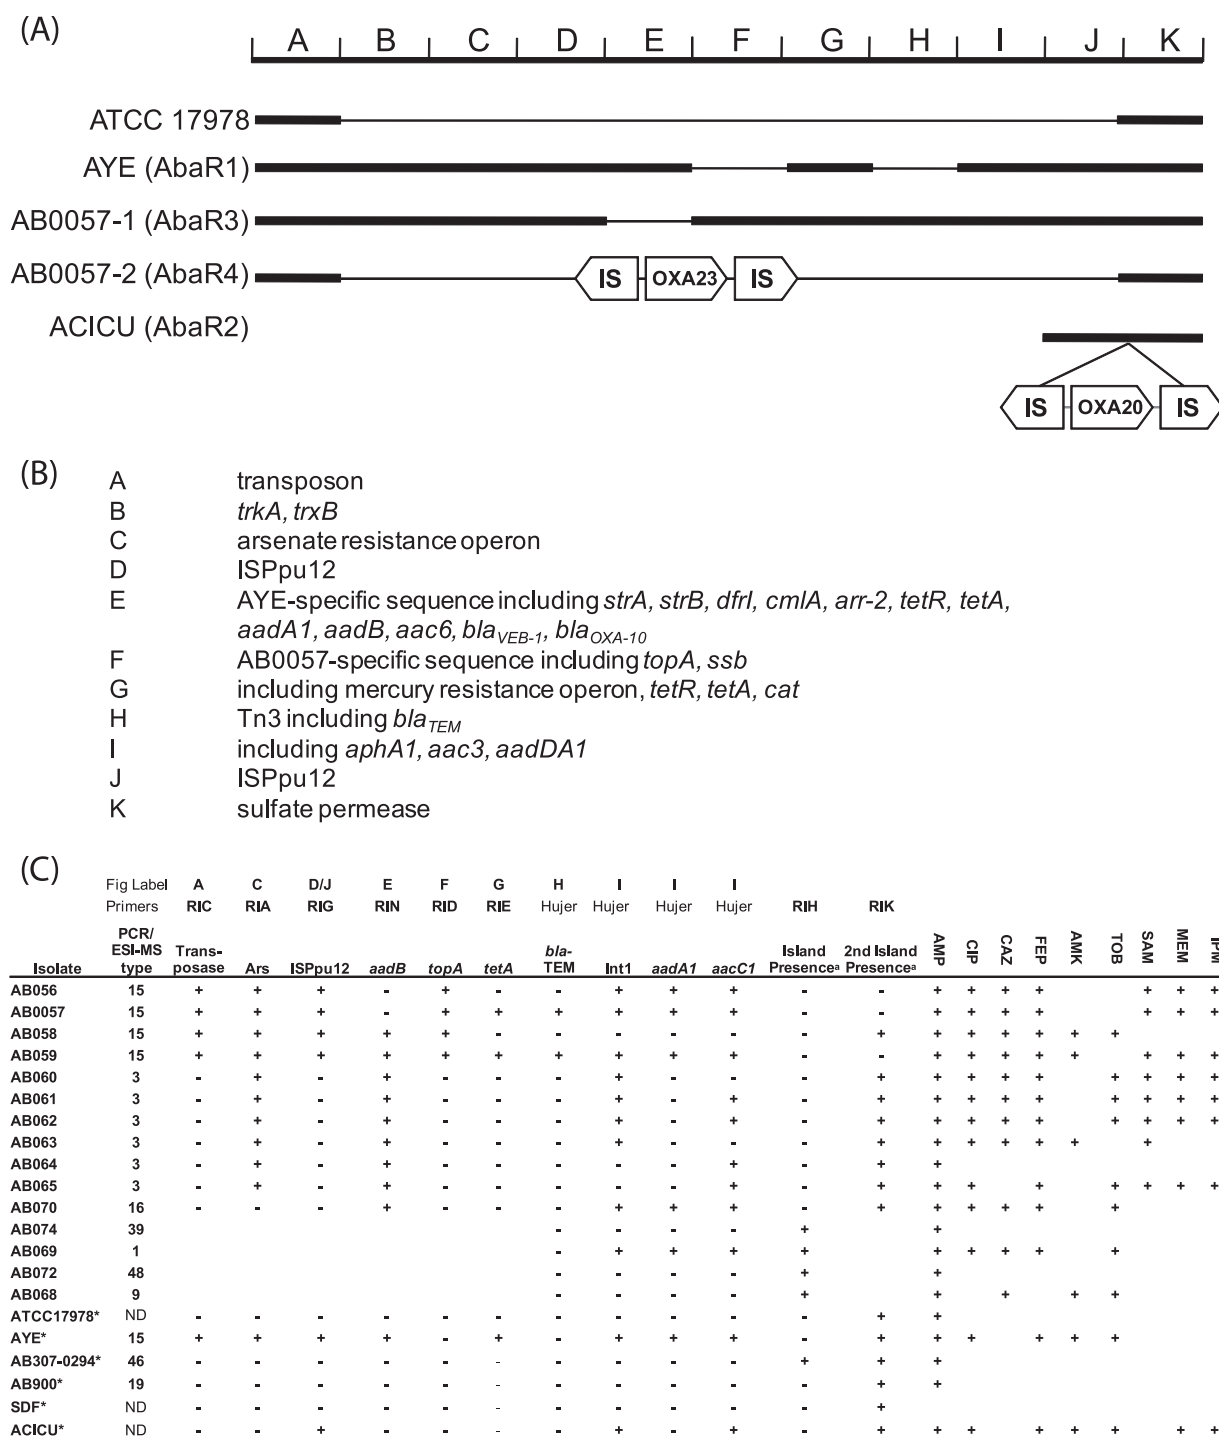 (A)
A B C D E F G H I J K
ATCC 17978
AYE (AbaR1)
AB0057-1 (AbaR3)
AB0057-2 (AbaR4) IS OXA23 IS
ACICU (AbaR2)
IS OXA20 IS
(B)
A transposon
B trkA, trxB
C arsenate resistance operon
D ISPpu12
E AYE-specific sequence including strA, strB, dfrI, cmlA, arr-2, tetR, tetA,
aadA1, aadB, aac6, blaVEB-1, blaOXA-10
F AB0057-specific sequence including topA, ssb
G including mercury resistance operon, tetR, tetA, cat
H Tn3 including blaTEM
I including aphA1, aac3, aadDA1
J ISPpu12
K sulfate permease
(C)
Fig Label A C D/J E F G H I I I
Primers RIC RIA RIG RIN RID RIE Hujer Hujer Hujer Hujer RIH RIK
Isolate PCR/ESI-MS type Trans-posase Ars ISPpu12 aadB topA tetA bla-TEM Int1 aadA1 aacC1 Island Presenceª 2nd Island Presenceª AMP CIP CAZ FEP AMK TOB SAM MEM IPM
AB056 15 + + + - + - - + + + - - + + + + + + +
AB0057 15 + + + - + + + + + + - - + + + + + + +
AB058 15 + + + + + - - - - - - + + + + + + +
AB059 15 + + + + + + + + + + - - + + + + + + + +
AB060 3 - + - + - - - + - - - + + + + + + + + +
AB061 3 - + - + - - - + - + - + + + + + + + + +
AB062 3 - + - + - - - + - + - + + + + + + + + +
AB063 3 - + - + - - - + - - - + + + + + + +
AB064 3 - + - + - - - - - + - + +
AB065 3 - + - + - - - - - + - + + + + + + + +
AB070 16 - - - + - - - + + + - + + + + + +
AB074 39 - - - - + +
AB069 1 - + + + + + + + + +
AB072 48 - - - - + +
AB068 9 - - - - + + + + +
ATCC17978* ND - - - - - - - - - - - + +
AYE* 15 + + + + - + - + + + - + + + + + +
AB307-0294* 46 - - - - - - - - - - + + +
AB900* 19 - - - - - - - - - - - + +
SDF* ND - - - - - - - - - - - +
ACICU* ND - - + - - - - + - + - + + + + + + + +